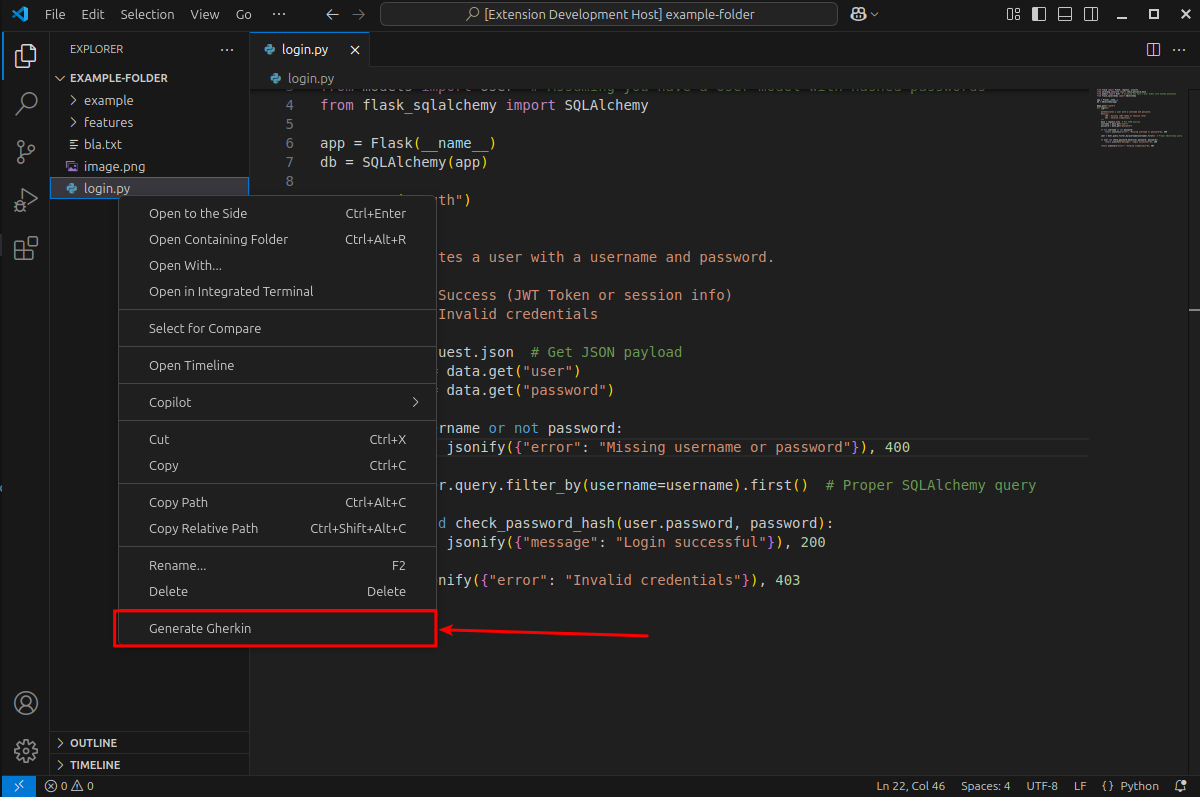 File Edit Selection View Go ··· [Extension Development Host] example-folder
EXPLORER ···
EXAMPLE-FOLDER
example
features
bla.txt
image.png
login.py
login.py
login.py
from models import User # Assuming you have a User model with hashed passwords
4 from flask_sqlalchemy import SQLAlchemy
5
6 app = Flask(__name__)
7 db = SQLAlchemy(app)
8
th")
tes a user with a username and password.
Success (JWT Token or session info)
Invalid credentials
uest.json # Get JSON payload
= data.get("user")
= data.get("password")
rname or not password:
jsonify({"error": "Missing username or password"}), 400
r.query.filter_by(username=username).first() # Proper SQLAlchemy query
d check_password_hash(user.password, password):
jsonify({"message": "Login successful"}), 200
nify({"error": "Invalid credentials"}), 403
Open to the Side Ctrl+Enter
Open Containing Folder Ctrl+Alt+R
Open With...
Open in Integrated Terminal
Select for Compare
Open Timeline
Copilot
Cut Ctrl+X
Copy Ctrl+C
Copy Path Ctrl+Alt+C
Copy Relative Path Ctrl+Shift+Alt+C
Rename... F2
Delete Delete
Generate Gherkin
OUTLINE
TIMELINE
0 0 Ln 22, Col 46 Spaces: 4 UTF-8 LF {} Python